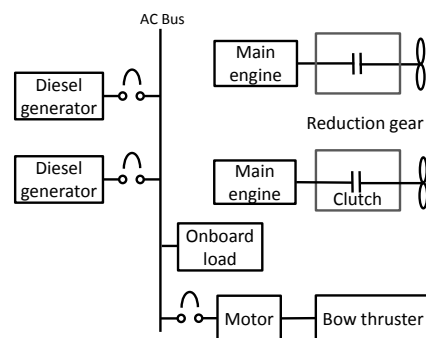 AC Bus
Main
engine
Diesel
generator
Reduction gear
Diesel
generator
Main
engine
Clutch
Onboard
load
Motor
Bow thruster